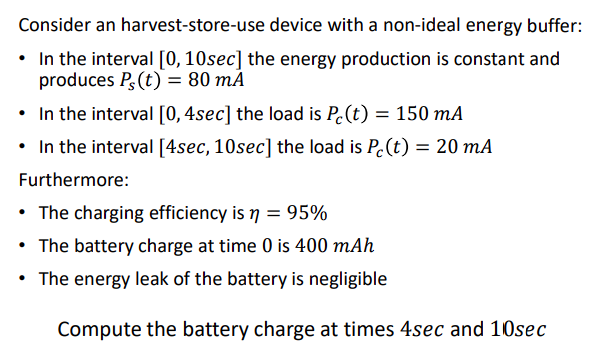 Consider an harvest-store-use device with a non-ideal energy buffer:
• In the interval [0, 10sec] the energy production is constant and
produces Pₛ(t) = 80 mA
• In the interval [0, 4sec] the load is P_c(t) = 150 mA
• In the interval [4sec, 10sec] the load is P_c(t) = 20 mA
Furthermore:
• The charging efficiency is η = 95%
• The battery charge at time 0 is 400 mAh
• The energy leak of the battery is negligible
Compute the battery charge at times 4sec and 10sec